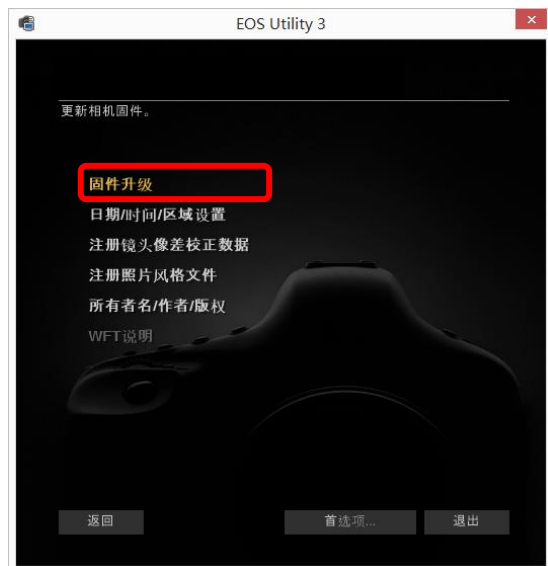 EOS Utility 3
更新相机固件。
固件升级
日期/时间/区域设置
注册镜头像差校正数据
注册照片风格文件
所有者名/作者/版权
WFT说明
返回 首选项... 退出